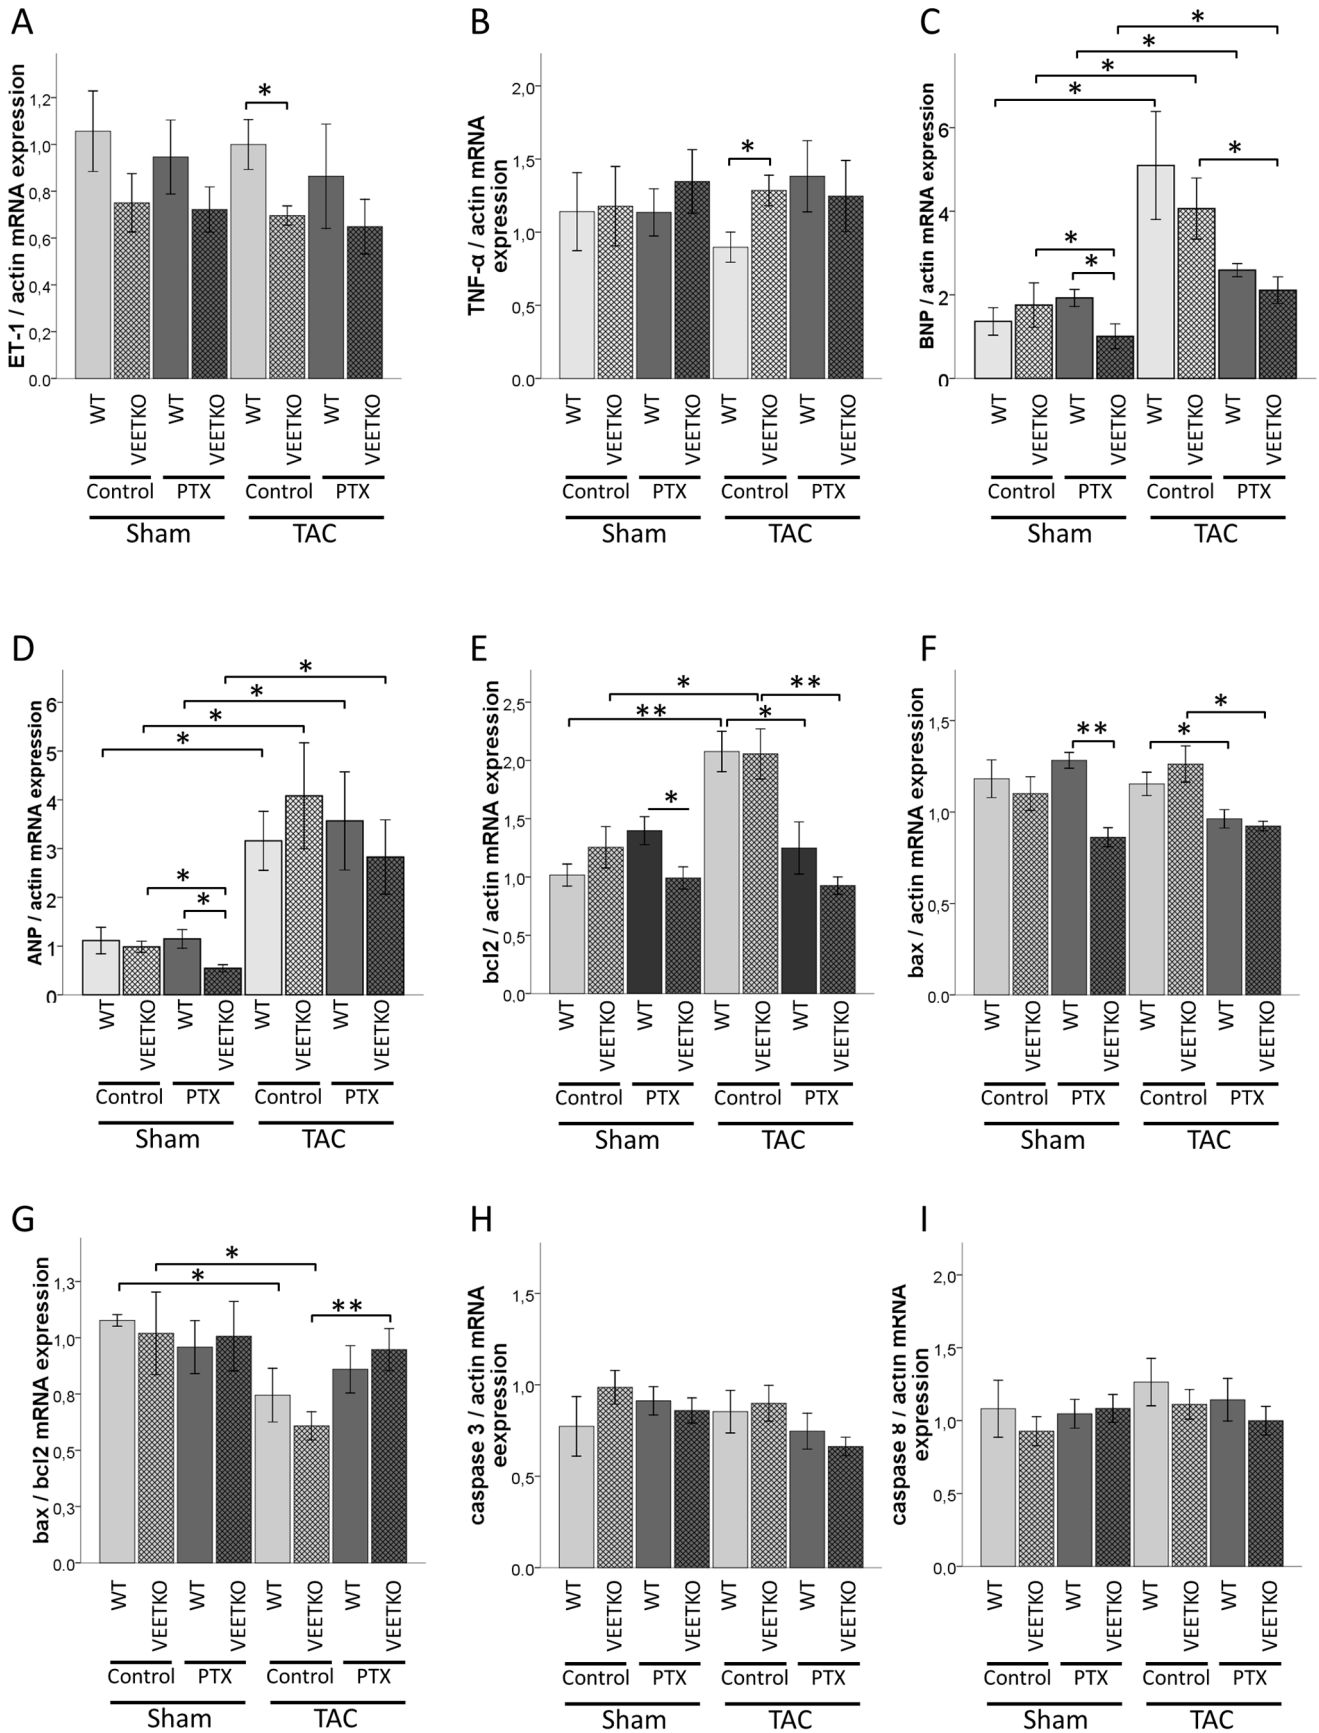 A
ET-1 / actin mRNA expression
1,2
1,0
0,8
0,6
0,4
0,2
0,0
*
WT
VEETKO
WT
VEETKO
WT
VEETKO
WT
VEETKO
Control PTX Control PTX
Sham TAC
B
TNF-α / actin mRNA
expression
2,0
1,5
1,0
0,5
0,0
*
WT
VEETKO
WT
VEETKO
WT
VEETKO
WT
VEETKO
Control PTX Control PTX
Sham TAC
C
BNP / actin mRNA expression
6
4
2
0
*
*
*
*
*
*
*
WT
VEETKO
WT
VEETKO
WT
VEETKO
WT
VEETKO
Control PTX Control PTX
Sham TAC
D
ANP / actin mRNA expression
6
5
4
3
2
1
0
*
*
*
*
*
*
WT
VEETKO
WT
VEETKO
WT
VEETKO
WT
VEETKO
Control PTX Control PTX
Sham TAC
E
bcl2 / actin mRNA expression
2,5
2,0
1,5
1,0
0,5
0,0
* **
** *
*
WT
VEETKO
WT
VEETKO
WT
VEETKO
WT
VEETKO
Control PTX Control PTX
Sham TAC
F
bax / actin mRNA expression
1,5
1,0
0,5
0,0
*
** *
WT
VEETKO
WT
VEETKO
WT
VEETKO
WT
VEETKO
Control PTX Control PTX
Sham TAC
G
bax / bcl2 mRNA expression
1,3
1,0
0,8
0,5
0,3
0,0
*
*
**
WT
VEETKO
WT
VEETKO
WT
VEETKO
WT
VEETKO
Control PTX Control PTX
Sham TAC
H
caspase 3 / actin mRNA
eexpression
1,5
1,0
0,5
0,0
WT
VEETKO
WT
VEETKO
WT
VEETKO
WT
VEETKO
Control PTX Control PTX
Sham TAC
I
caspase 8 / actin mRNA
expression
2,0
1,5
1,0
0,5
0,0
WT
VEETKO
WT
VEETKO
WT
VEETKO
WT
VEETKO
Control PTX Control PTX
Sham TAC